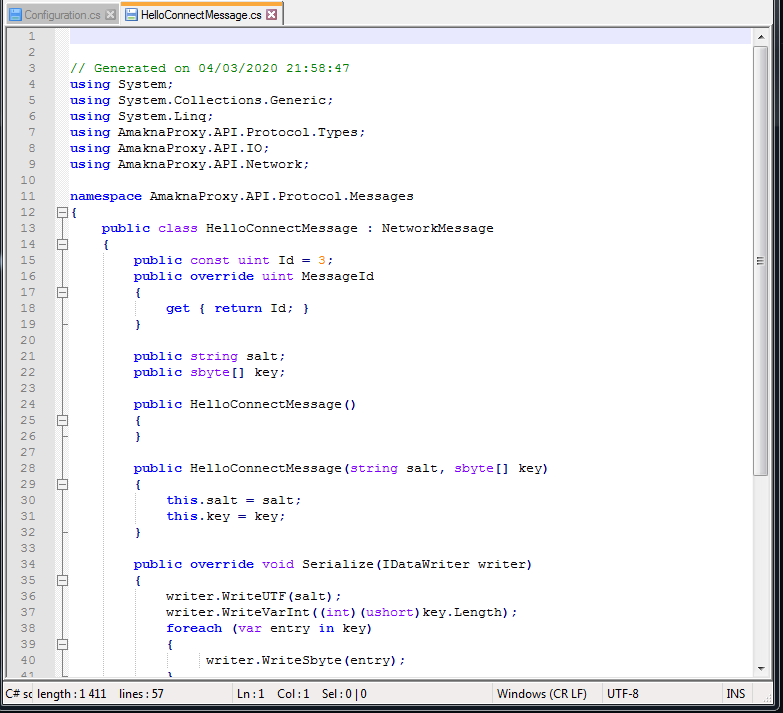 Configuration.cs HelloConnectMessage.cs
1
2
3 // Generated on 04/03/2020 21:58:47
4 using System;
5 using System.Collections.Generic;
6 using System.Linq;
7 using AmaknaProxy.API.Protocol.Types;
8 using AmaknaProxy.API.IO;
9 using AmaknaProxy.API.Network;
10
11 namespace AmaknaProxy.API.Protocol.Messages
12 {
13 public class HelloConnectMessage : NetworkMessage
14 {
15 public const uint Id = 3;
16 public override uint MessageId
17 {
18 get { return Id; }
19 }
20
21 public string salt;
22 public sbyte[] key;
23
24 public HelloConnectMessage()
25 {
26 }
27
28 public HelloConnectMessage(string salt, sbyte[] key)
29 {
30 this.salt = salt;
31 this.key = key;
32 }
33
34 public override void Serialize(IDataWriter writer)
35 {
36 writer.WriteUTF(salt);
37 writer.WriteVarInt((int)(ushort)key.Length);
38 foreach (var entry in key)
39 {
40 writer.WriteSbyte(entry);
41 }
C# sc length : 1 411 lines : 57 Ln : 1 Col : 1 Sel : 0 | 0 Windows (CR LF) UTF-8 INS